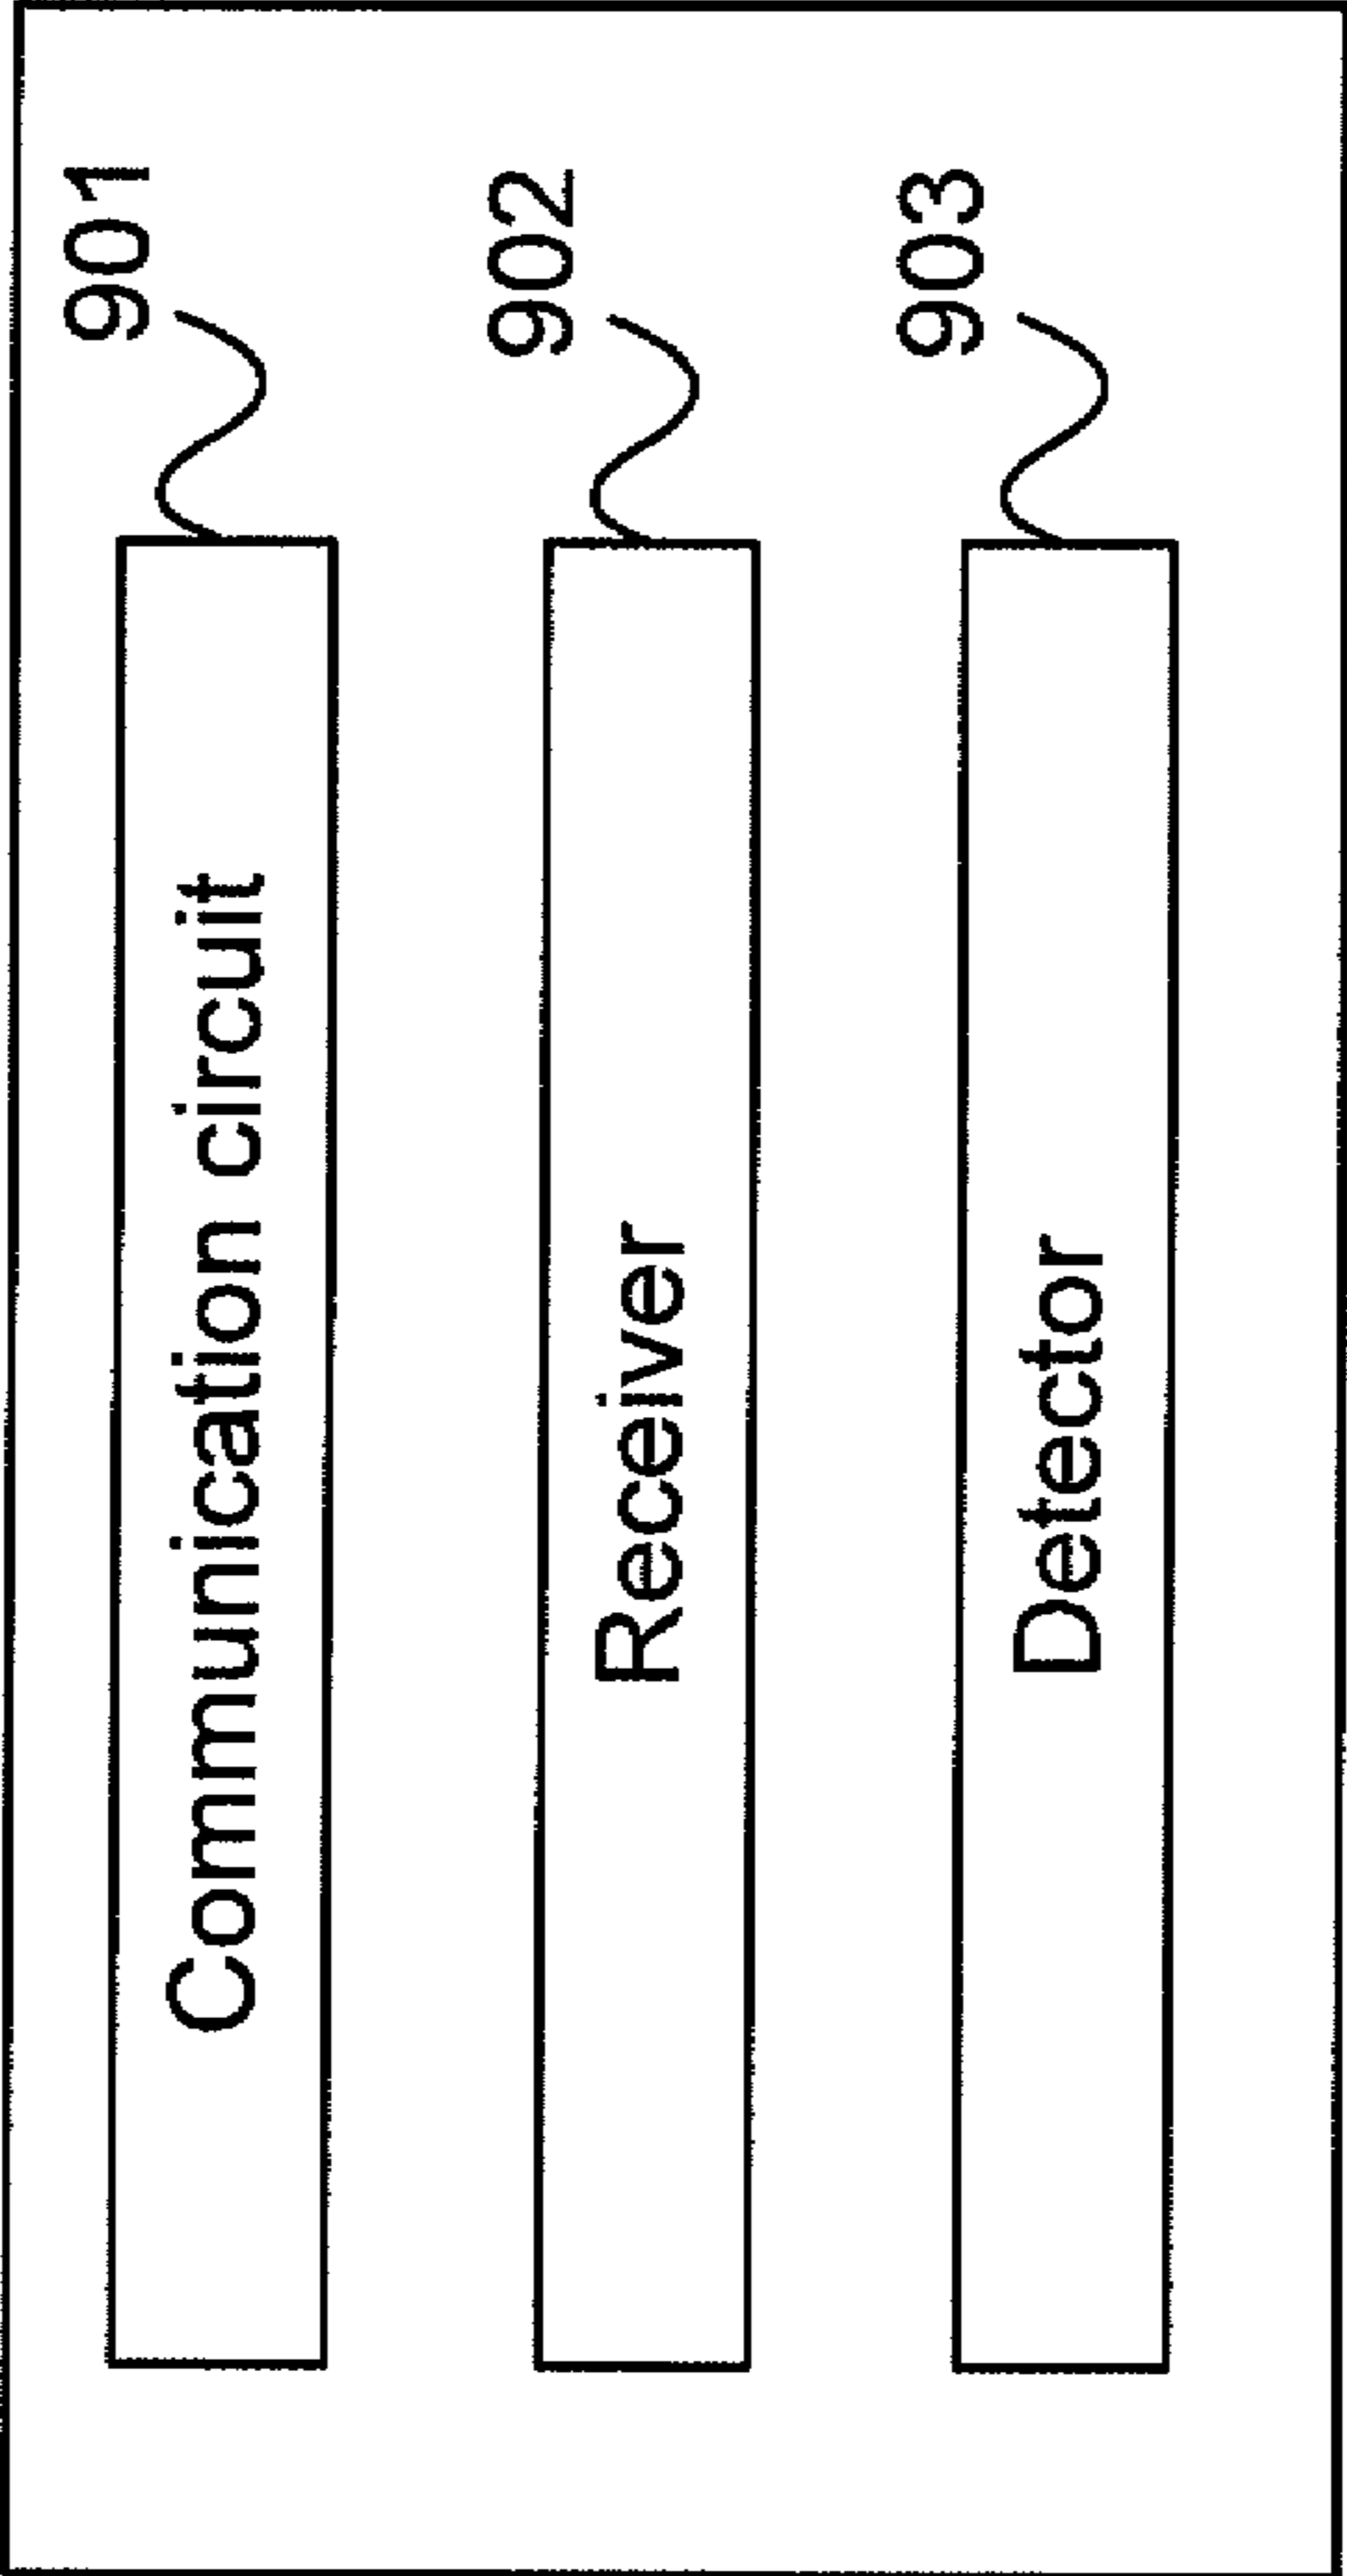 901
Communication circuit
902
Receiver
903
Detector